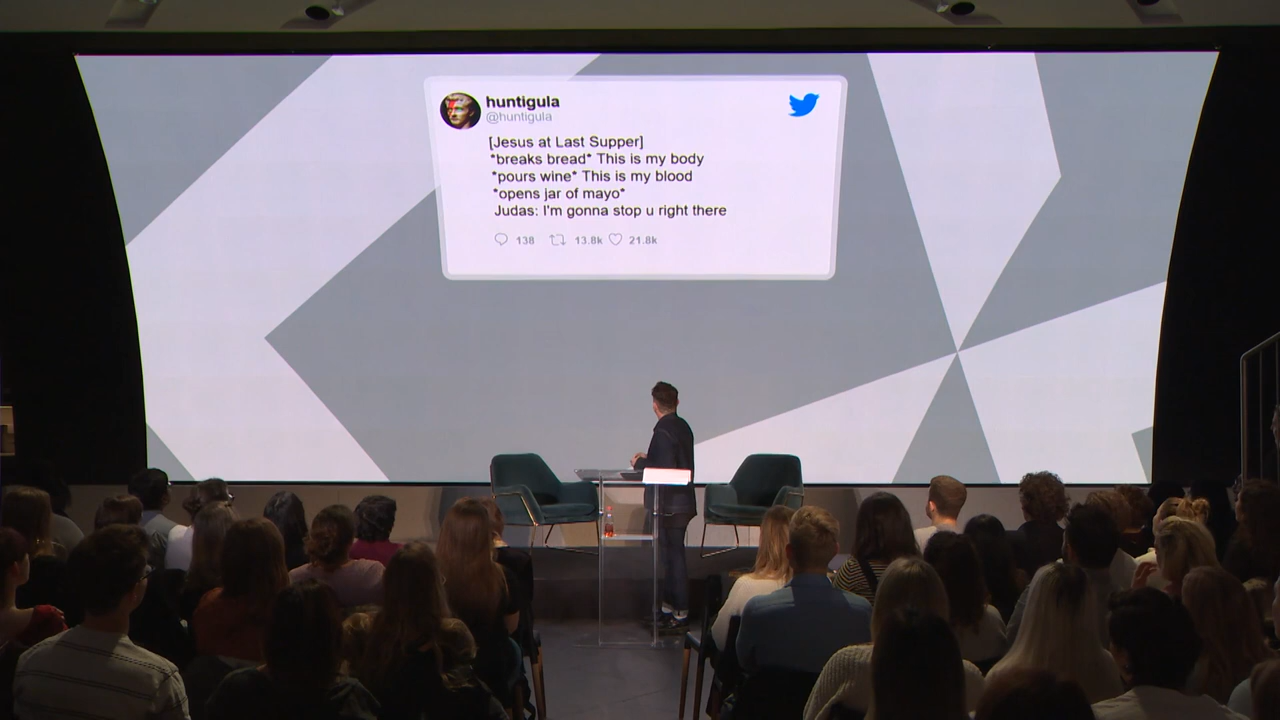 huntigula
@huntigula
[Jesus at Last Supper]
*breaks bread* This is my body
*pours wine* This is my blood
*opens jar of mayo*
Judas: I'm gonna stop u right there
138 13.8k 21.8k